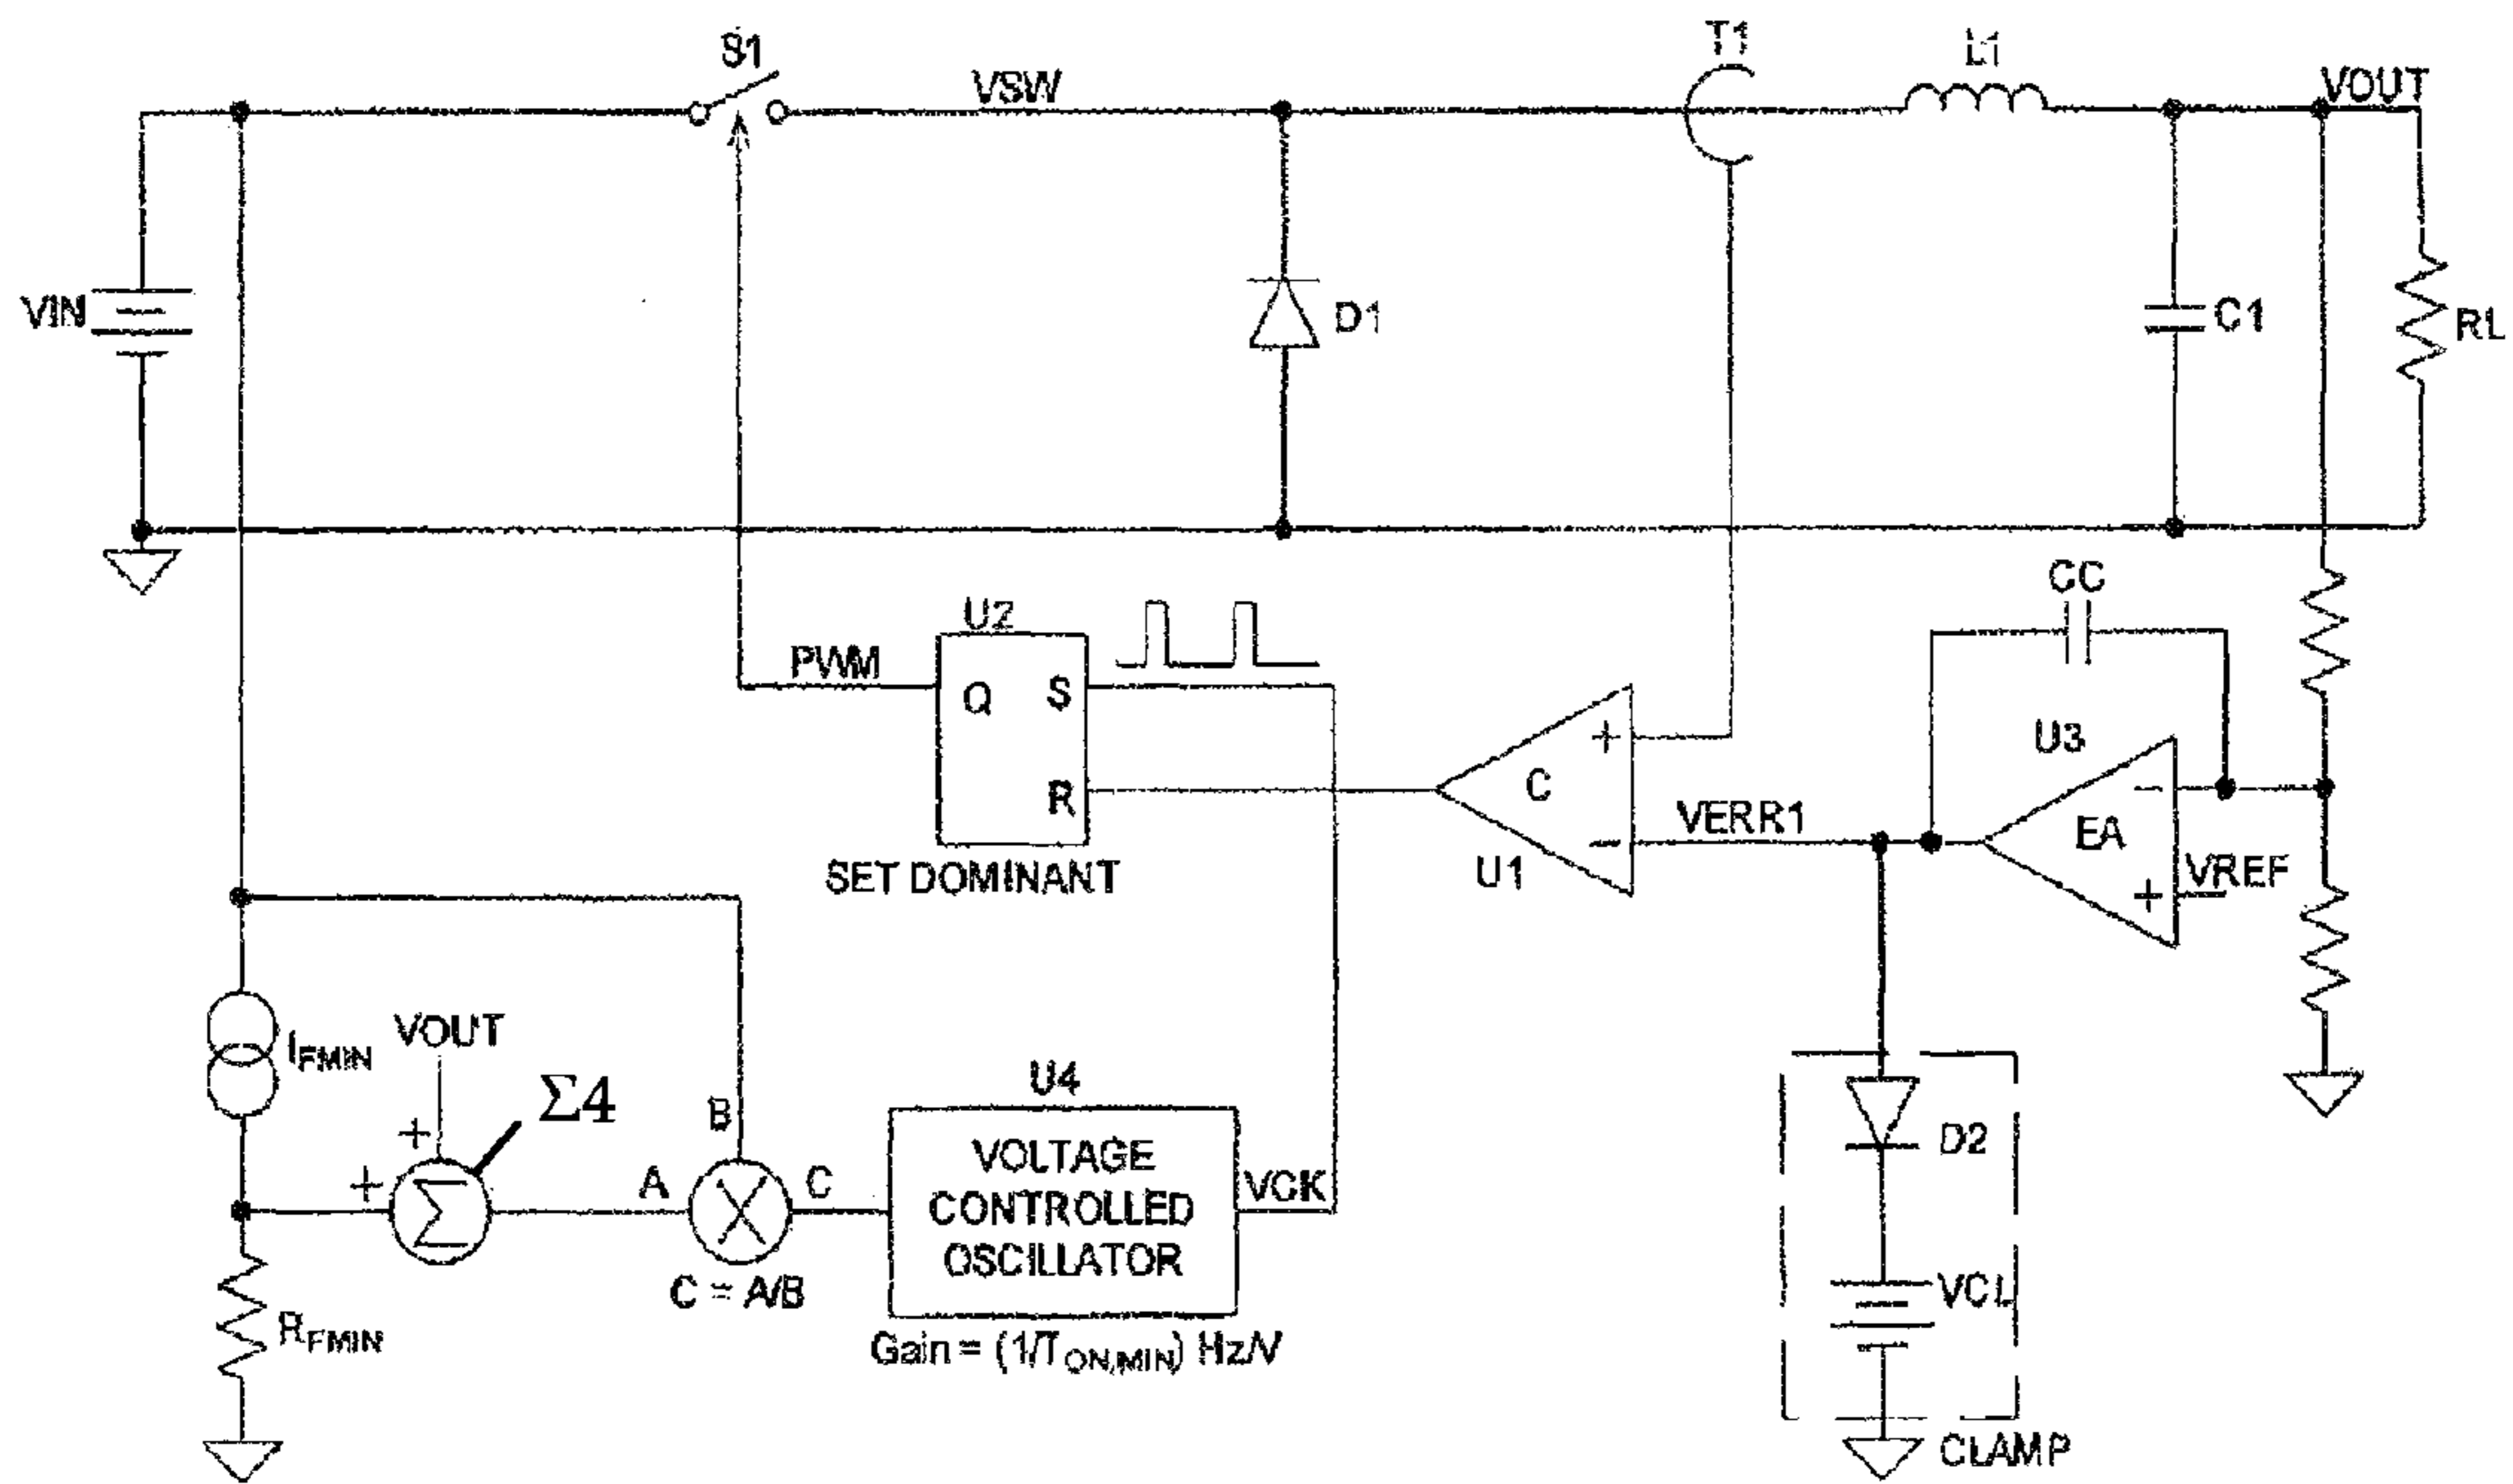 S1
VSW
T1
L1
VOUT
VIN
D1
C1
RL
U2
PWM
Q
S
R
SET DOMINANT
CC
U3
+
C
-
U1
VERR1
-
EA
+
VREF
IFMIN
VOUT
+
+
Σ4
Σ
A
B
X
C
C = A/B
RFMIN
U4
VOLTAGE
CONTROLLED
OSCILLATOR
VCK
Gain = (1/TON,MIN) Hz/V
D2
VCL
CLAMP